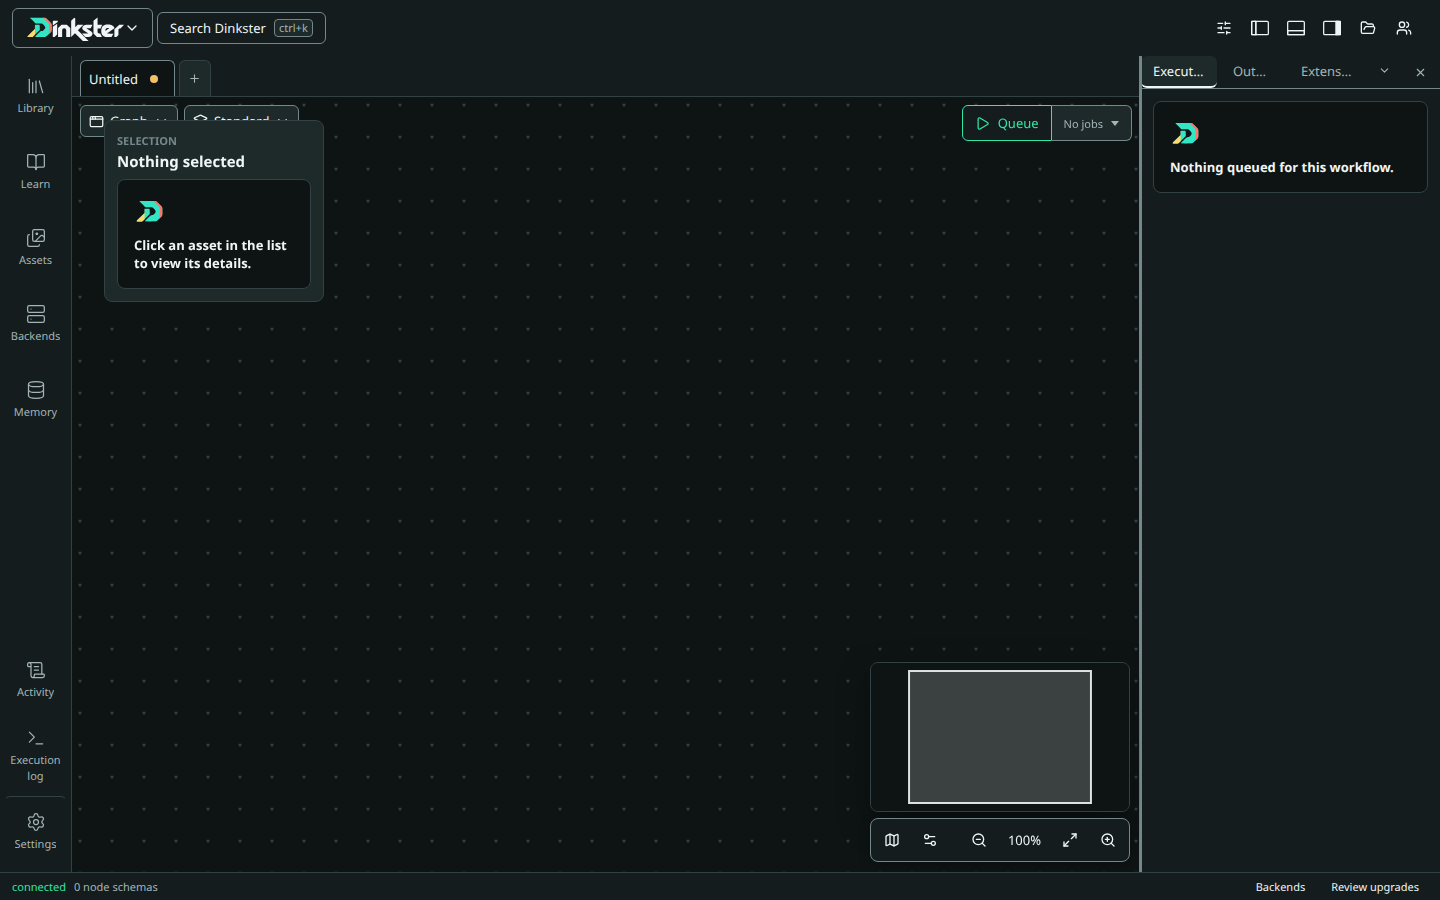 Dinkster
Search Dinkster ctrl+k
Library
Learn
Assets
Backends
Memory
Activity
Execution
log
Settings
Untitled
+
Graph
Standard
SELECTION
Nothing selected
Click an asset in the list
to view its details.
Queue
No jobs
100%
Execut...
Out...
Extens...
Nothing queued for this workflow.
connected
0 node schemas
Backends
Review upgrades